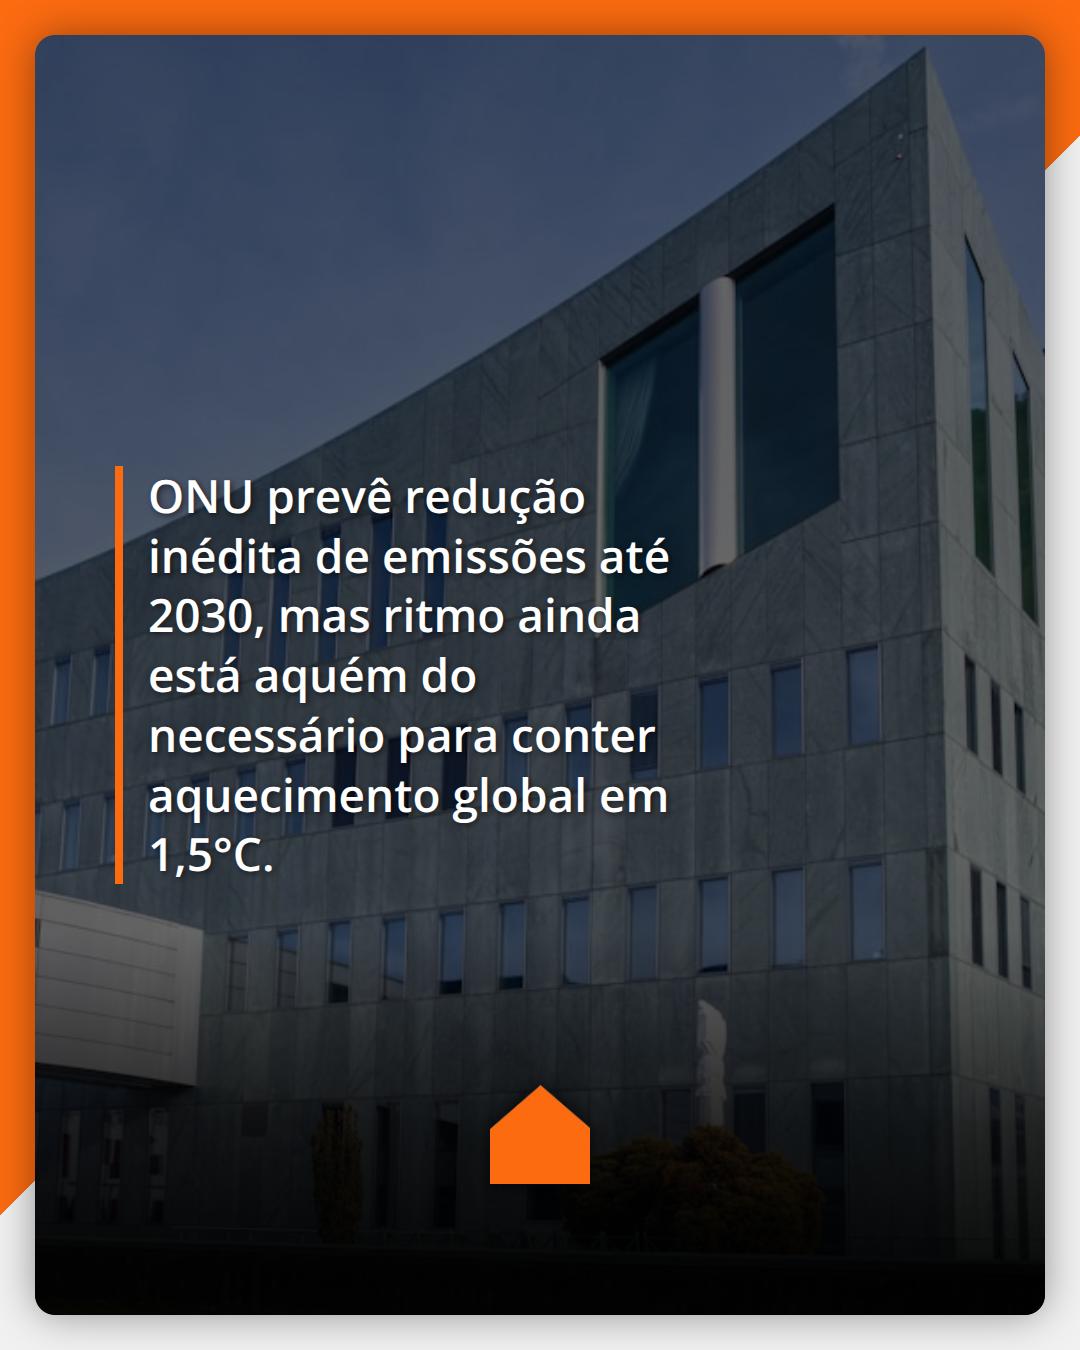 ONU prevê redução
inédita de emissões até
2030, mas ritmo ainda
está aquém do
necessário para conter
aquecimento global em
1,5°C.